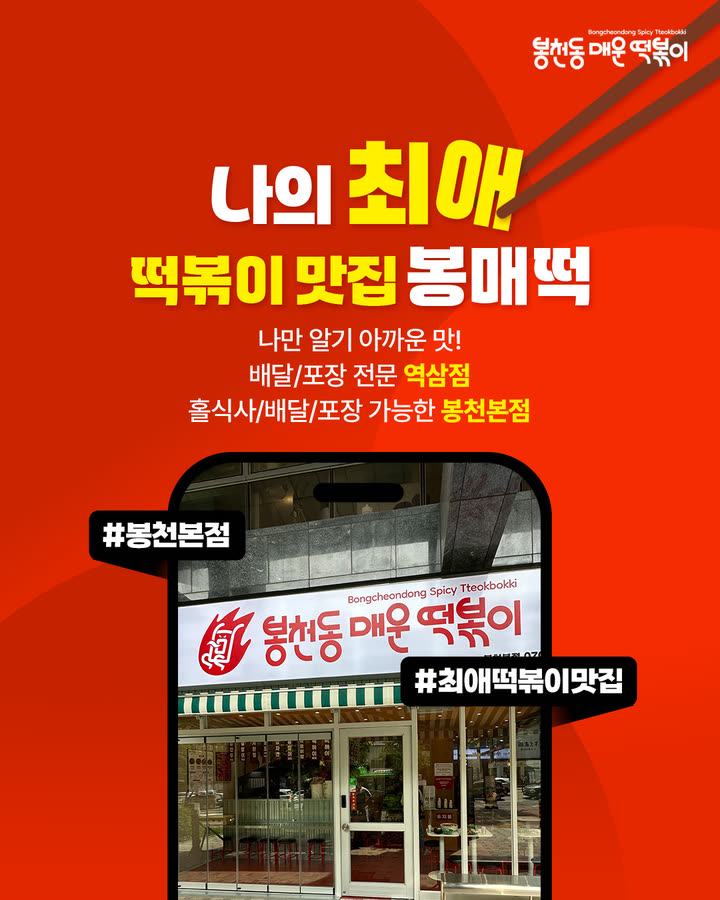 Bongcheondong Spicy Tteokbokki
봉천동 매운 떡볶이
나의 최애
떡볶이 맛집 봉매떡
나만 알기 아까운 맛!
배달/포장 전문 역삼점
홀식사/배달/포장 가능한 봉천본점
#봉천본점
Bongcheondong Spicy Tteokbokki
봉천동 매운 떡볶이
#최애떡볶이맛집